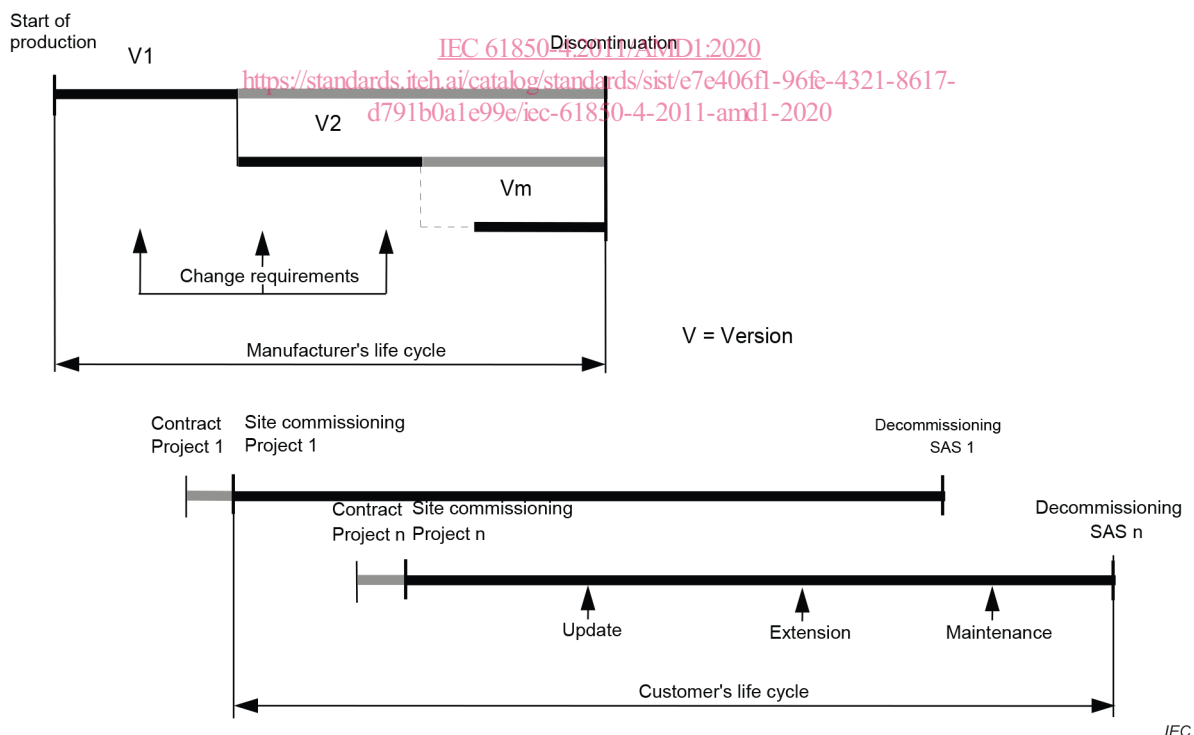 Start of
production
V1
Discontinuation
IEC 61850-4:2011/AMD1:2020
https://standards.iteh.ai/catalog/standards/sist/e7e406f1-96fe-4321-8617-
d791b0a1e99e/iec-61850-4-2011-amd1-2020
V2
Vm
Change requirements
V = Version
Manufacturer's life cycle
Contract
Project 1
Site commissioning
Project 1
Decommissioning
SAS 1
Contract
Project n
Site commissioning
Project n
Decommissioning
SAS n
Update
Extension
Maintenance
Customer's life cycle
IEC